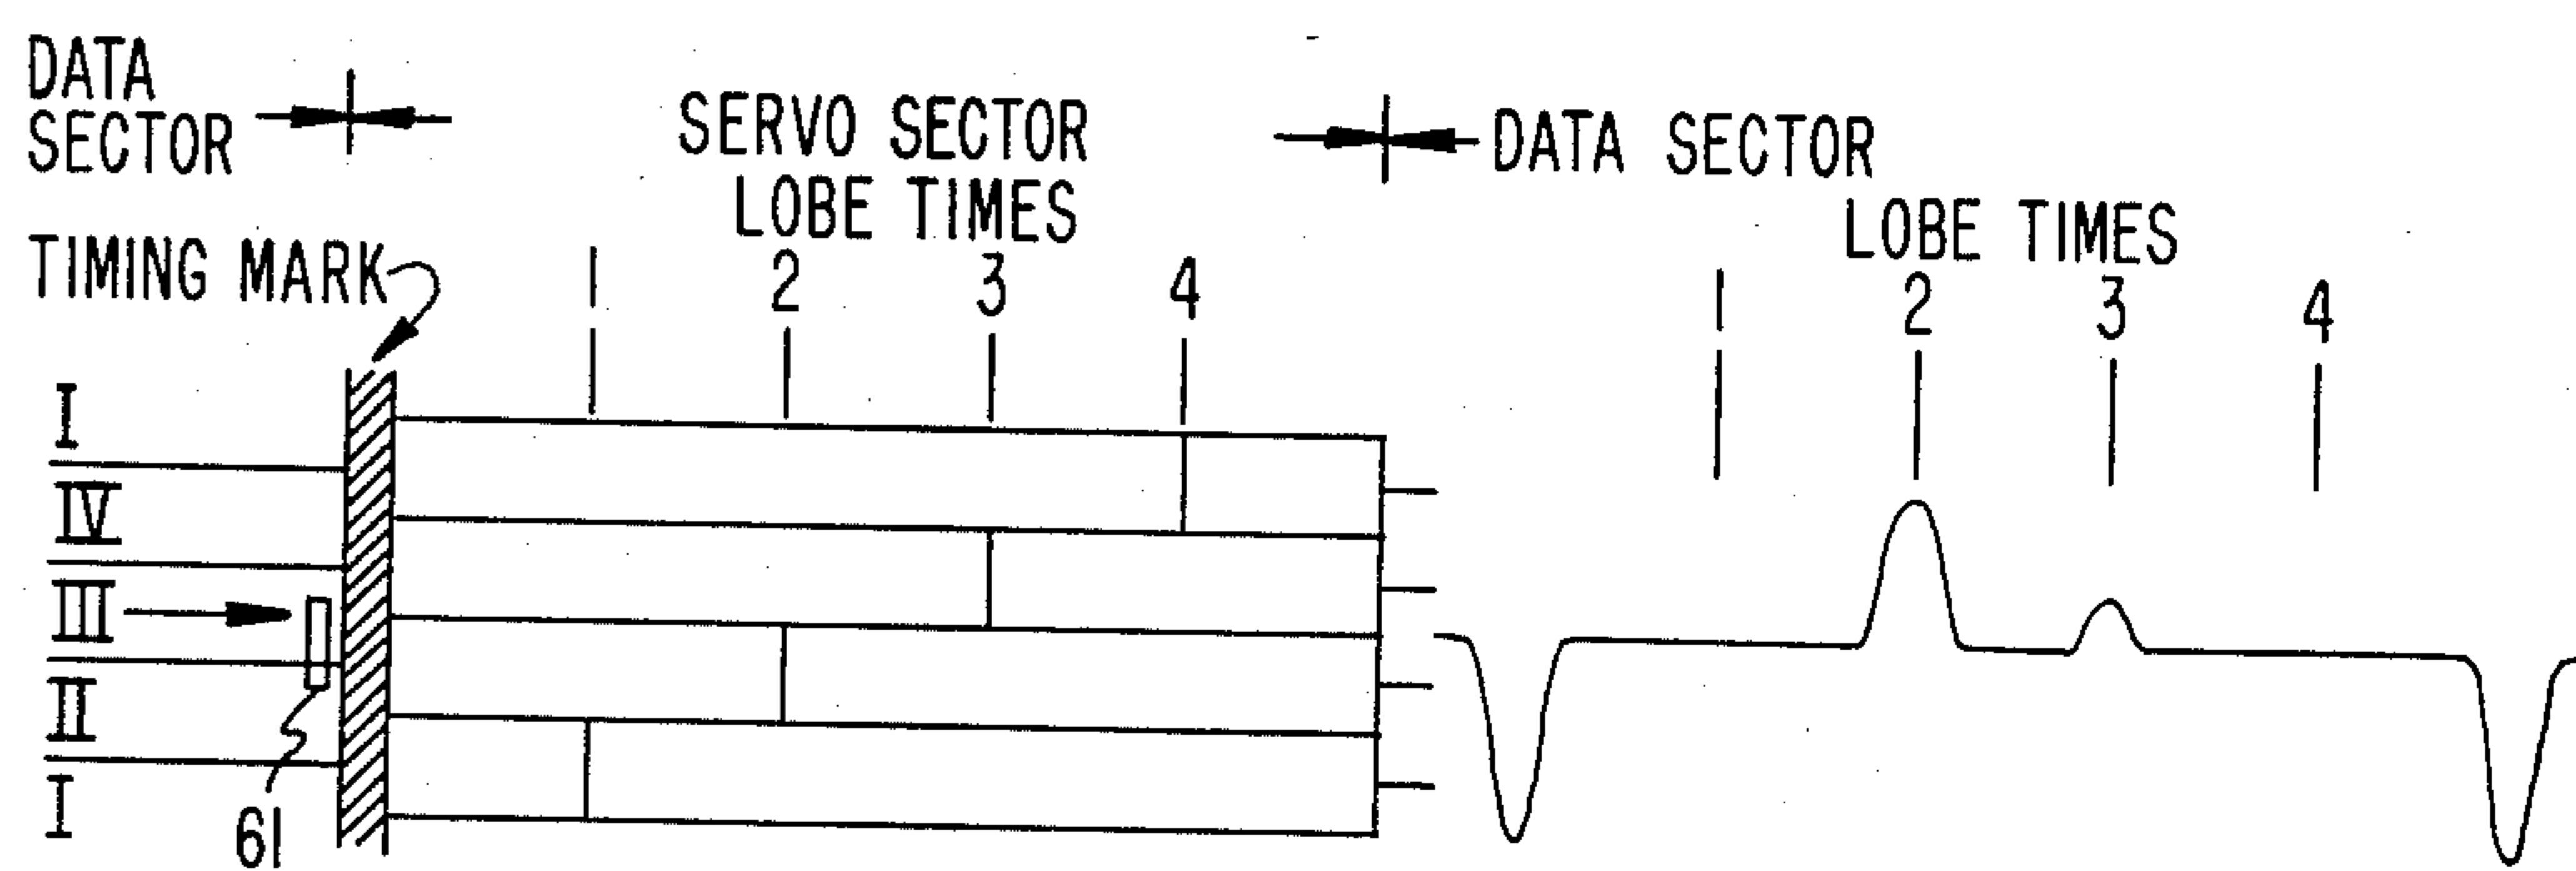 DATA
SECTOR
SERVO SECTOR
DATA SECTOR
LOBE TIMES
LOBE TIMES
TIMING MARK
1 2 3 4
1 2 3 4
I
IV
III
II
I
61